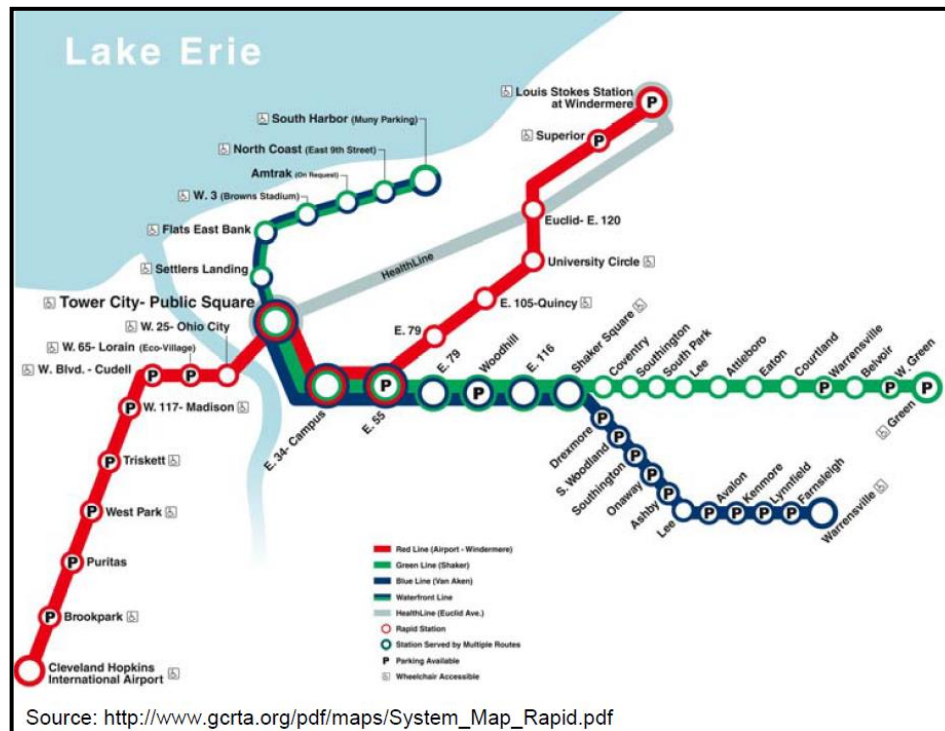 Lake Erie
Louis Stokes Station
at Windermere
P
South Harbor (Muny Parking)
Superior
P
North Coast (East 9th Street)
Amtrak (On Request)
W. 3 (Browns Stadium)
Euclid- E. 120
Flats East Bank
HealthLine
University Circle
Settlers Landing
E. 105-Quincy
Tower City- Public Square
W. 25- Ohio City
E. 79
W. 65- Lorain (Eco-Village)
W. Blvd. - Cudell
P
P
E. 34- Campus
E. 55
P
E. 79
Woodhill
P
E. 116
Shaker Square
Coventry
Southington
South Park
Lee
Attleboro
Eaton
Courtland
Warrensville
P
Belvoir
W. Green
P
Green
P
W. 117- Madison
P
Drexmore
P
S. Woodland
P
Southington
P
Onaway
P
Ashby
P
Lee
Avalon
P
Kenmore
P
Lynnfield
P
Farnsleigh
P
Warrensville
Triskett
P
West Park
P
Puritas
P
Brookpark
P
Cleveland Hopkins
International Airport
Red Line (Airport - Windermere)
Green Line (Shaker)
Blue Line (Van Aken)
Waterfront Line
HealthLine (Euclid Ave.)
Rapid Station
Station Served by Multiple Routes
P Parking Available
Wheelchair Accessible
Source: http://www.gcrta.org/pdf/maps/System_Map_Rapid.pdf